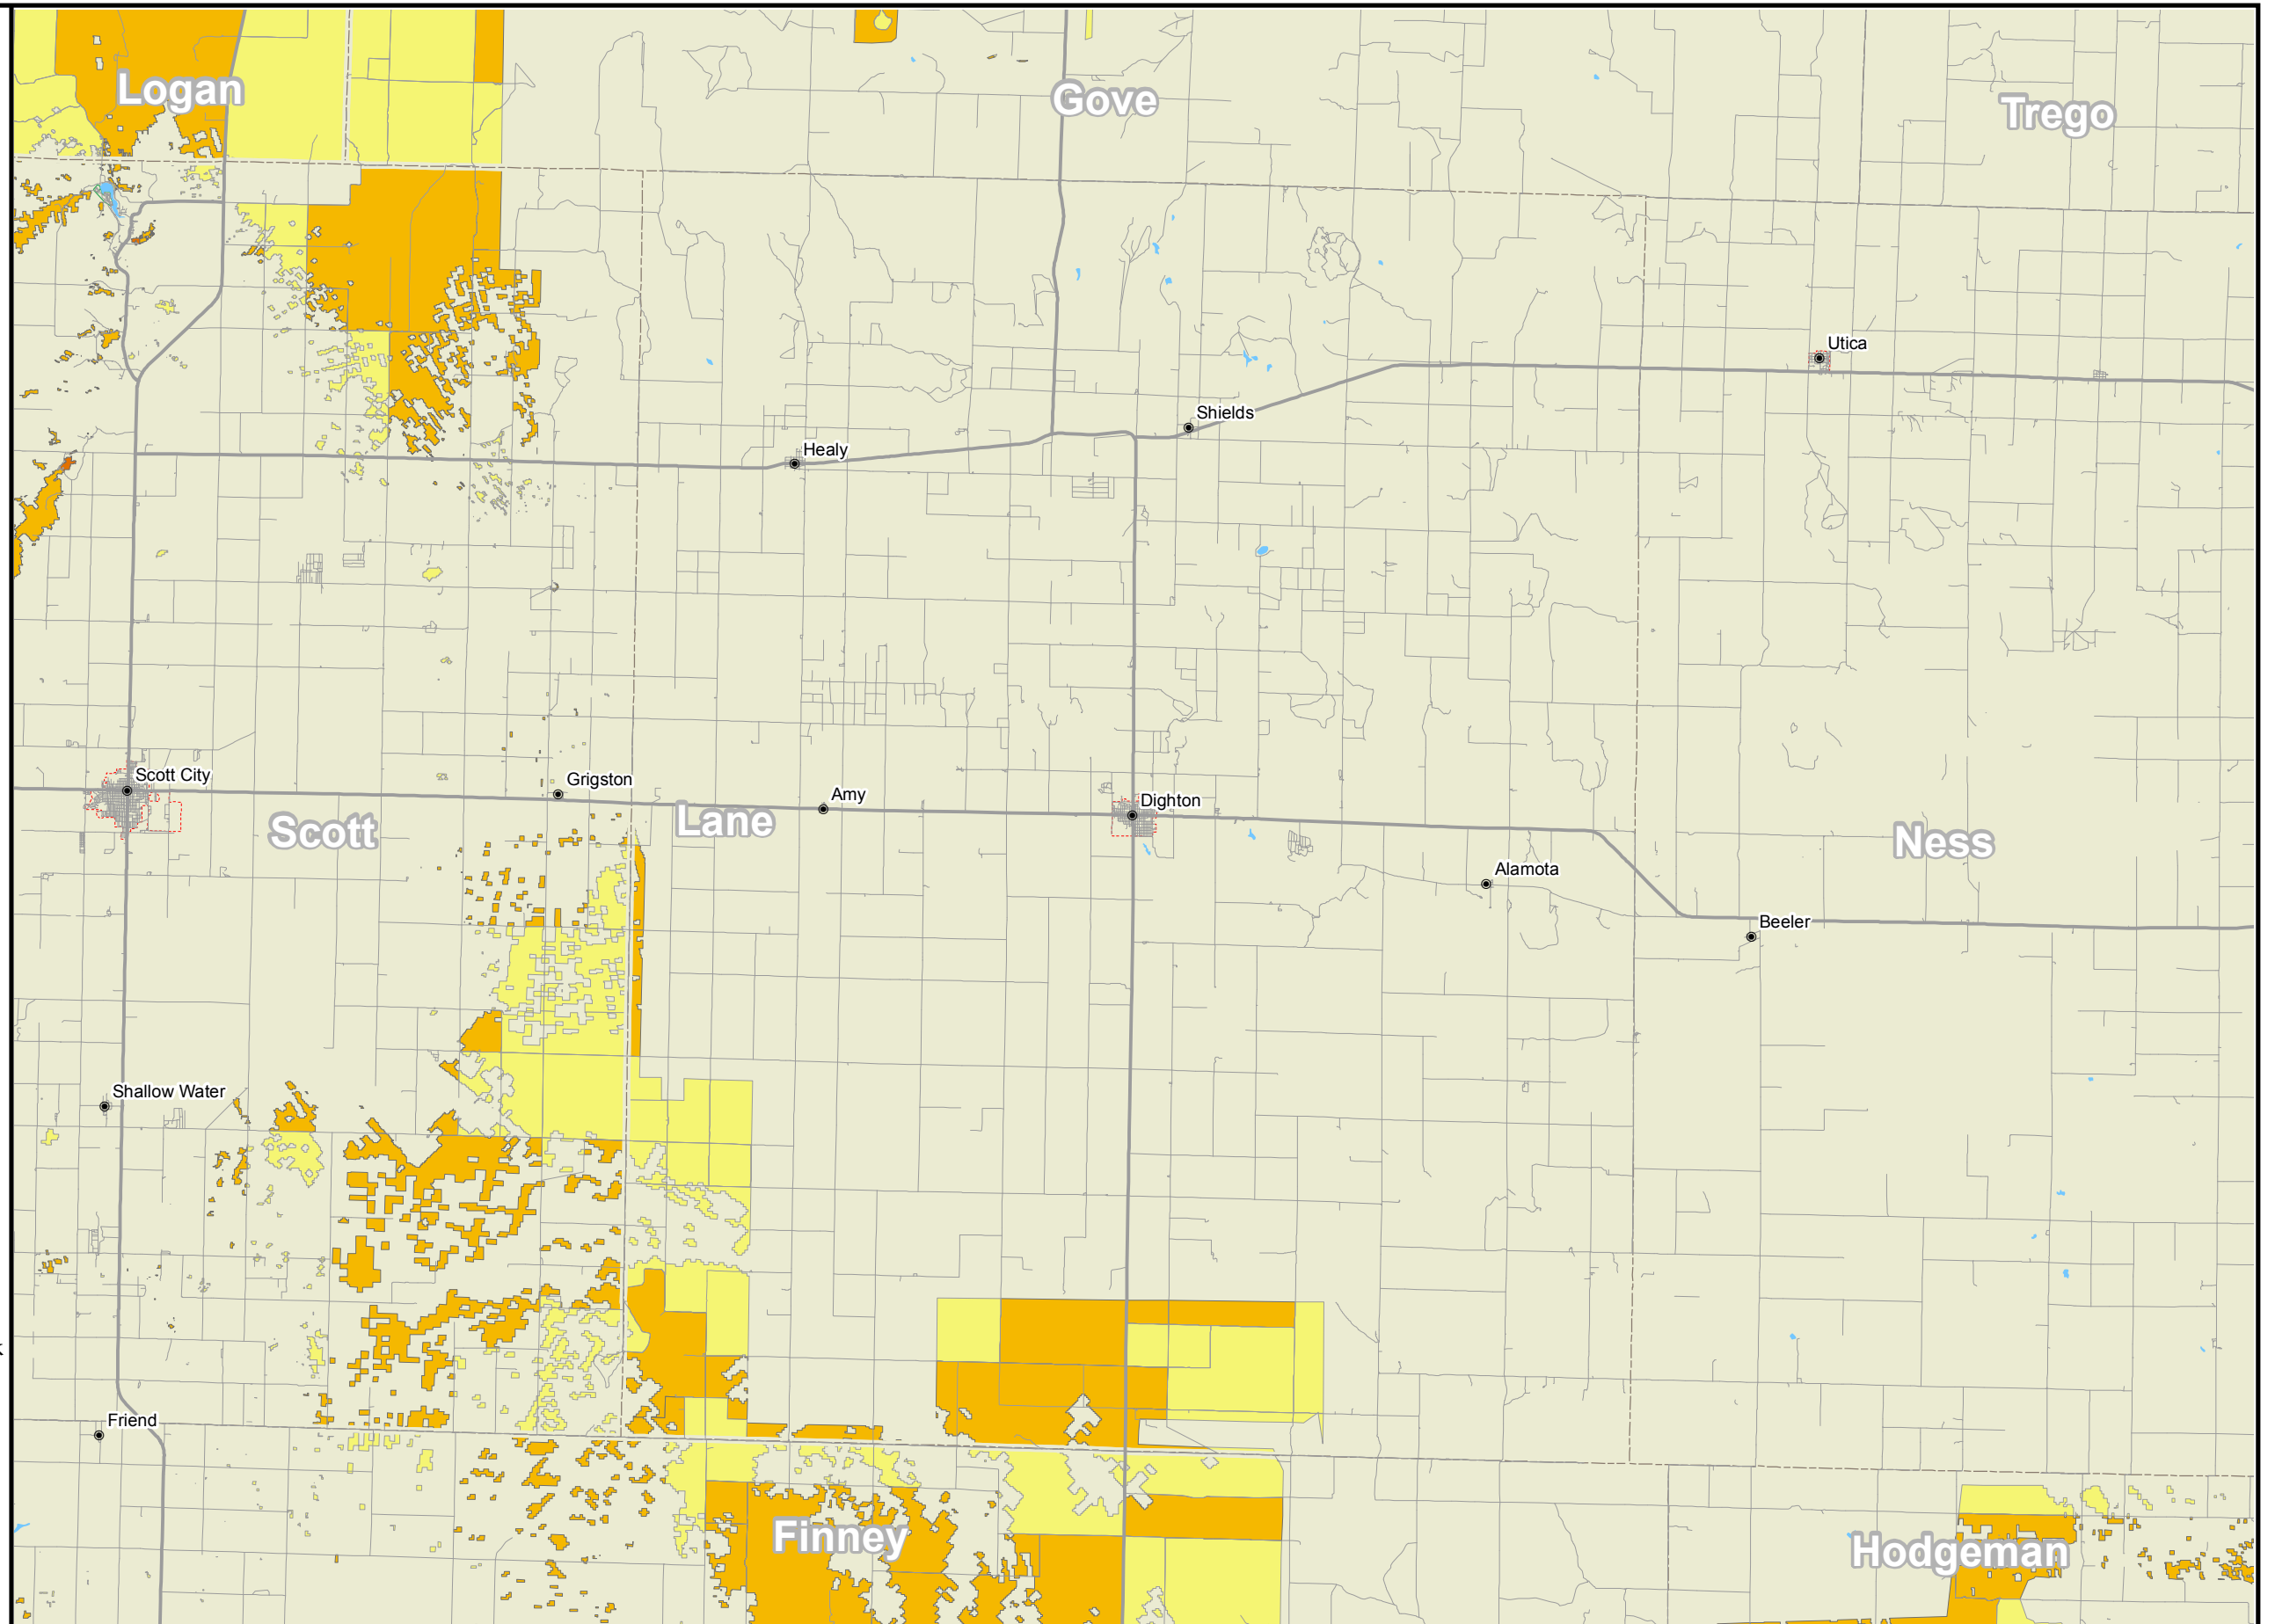 Logan
Gove
Trego
Utica
Shields
Healy
Scott City
Grigston
Amy
Dighton
Scott
Lane
Ness
Alamota
Beeler
Shallow Water
Friend
Finney
Hodgeman